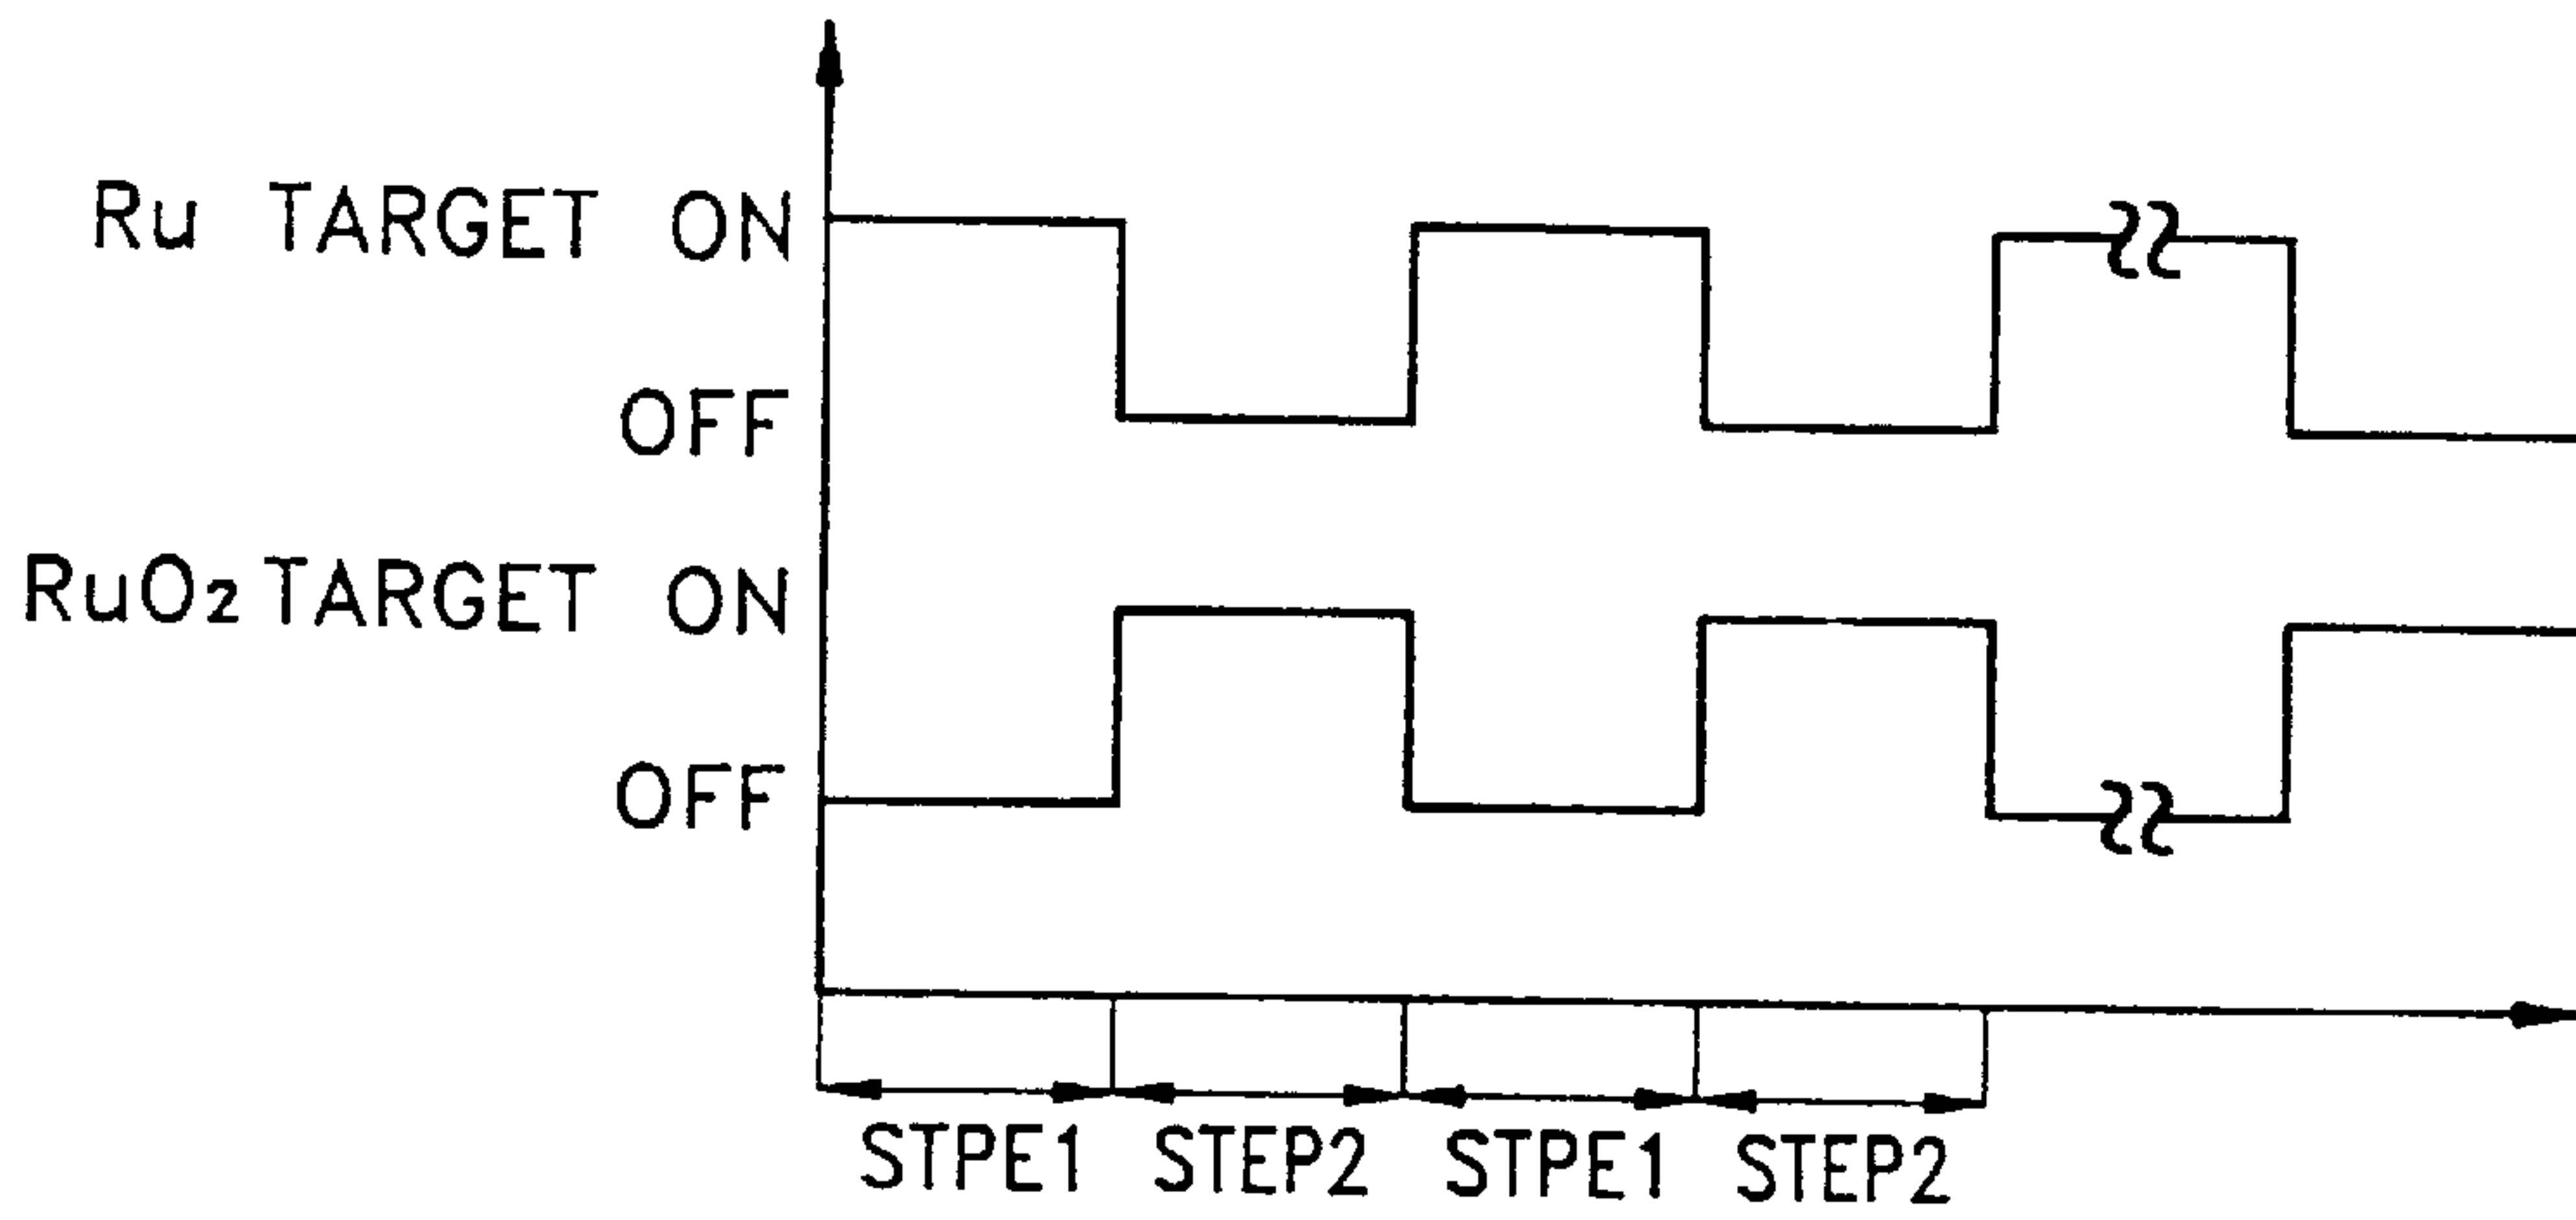 Ru TARGET ON
OFF
RuO₂ TARGET ON
OFF
STPE1 STEP2 STPE1 STEP2